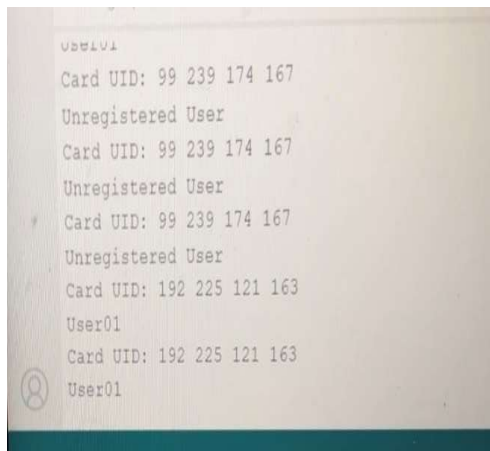 User01
Card UID: 99 239 174 167
Unregistered User
Card UID: 99 239 174 167
Unregistered User
Card UID: 99 239 174 167
Unregistered User
Card UID: 192 225 121 163
User01
Card UID: 192 225 121 163
User01